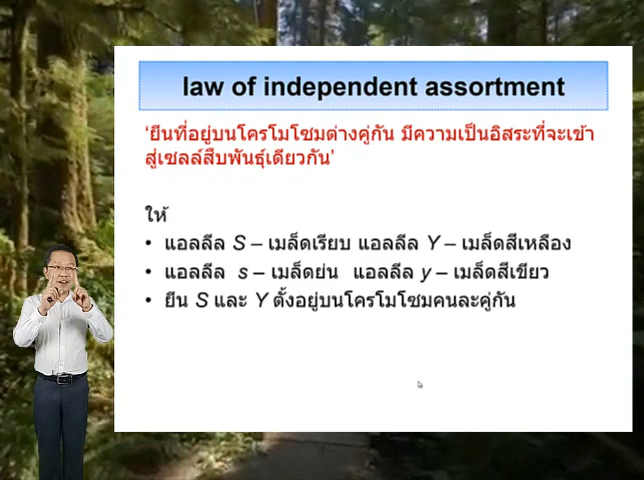 law of independent assortment
'ยีนที่อยู่บนโครโมโซมต่างคู่กัน มีความเป็นอิสระที่จะเข้า
สู่เซลล์สืบพันธุ์เดียวกัน'
ให้
• แอลลีล S – เมล็ดเรียบ แอลลีล Y – เมล็ดสีเหลือง
• แอลลีล s – เมล็ดย่น แอลลีล y – เมล็ดสีเขียว
• ยีน S และ Y ตั้งอยู่บนโครโมโซมคนละคู่กัน